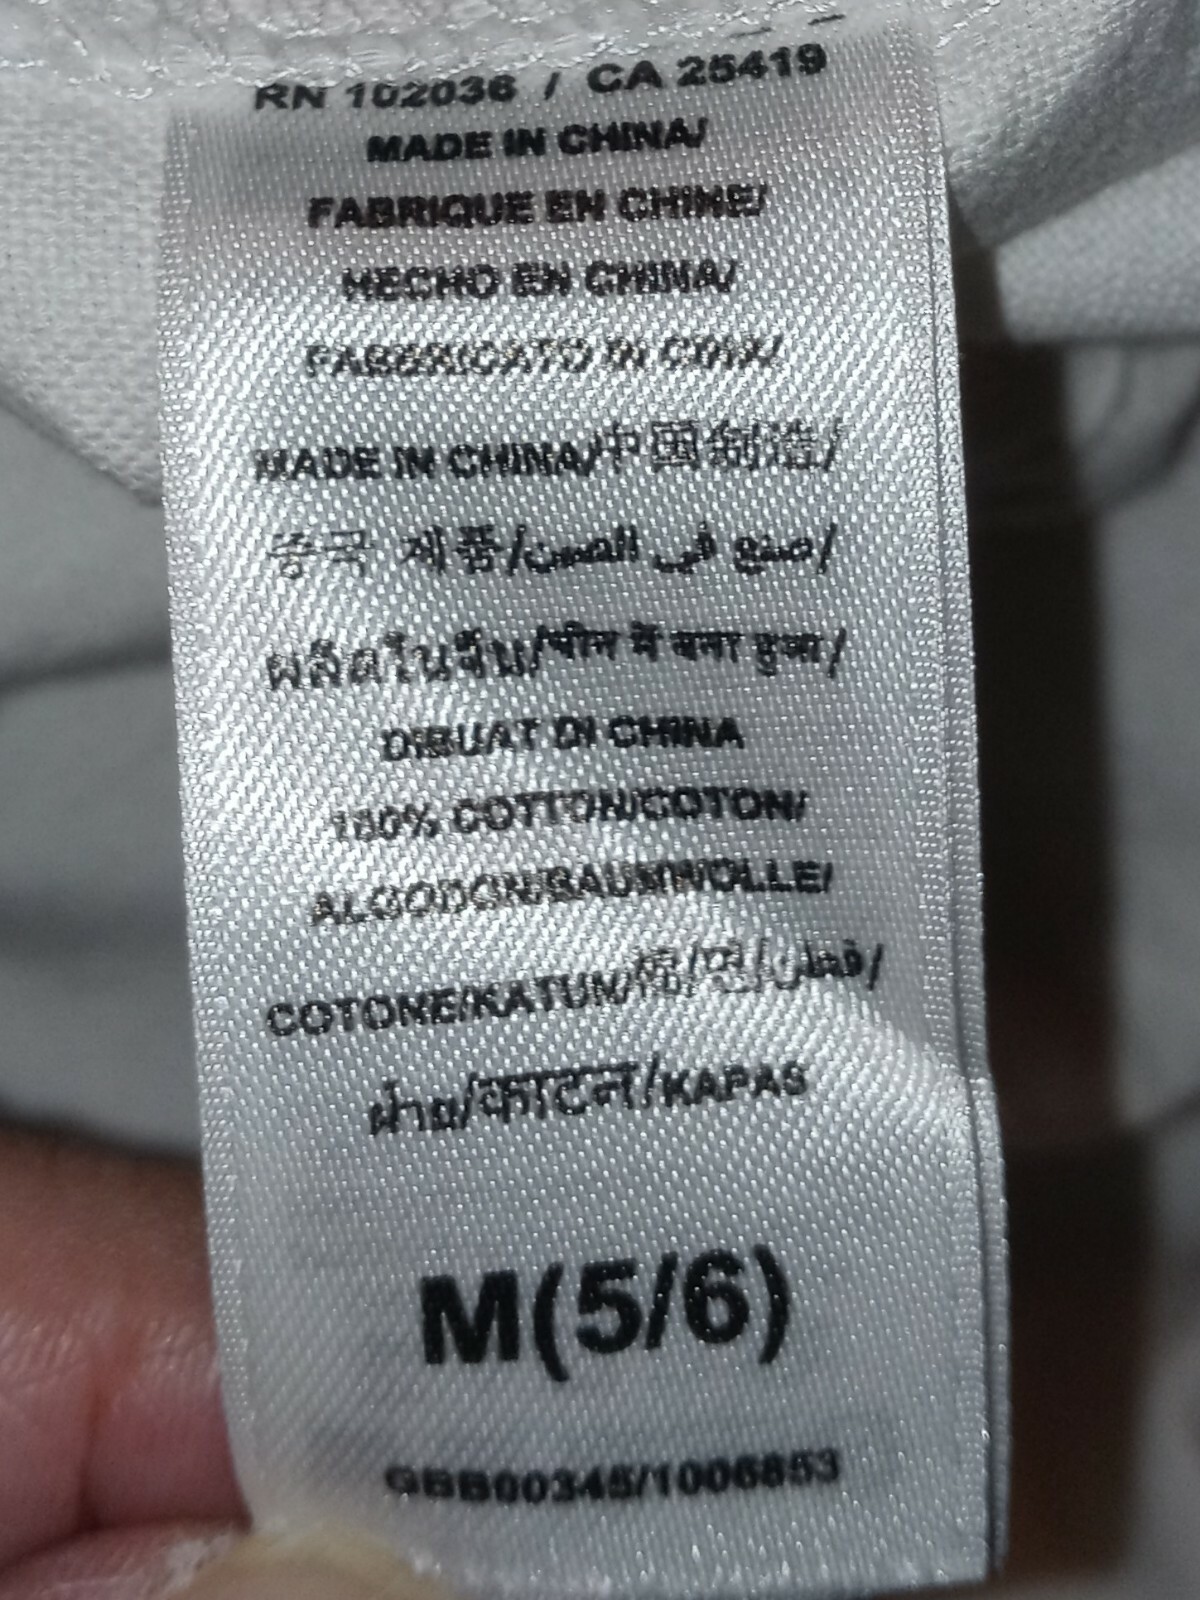 RN 102036 / CA 25419
MADE IN CHINA/
FABRIQUE EN CHINE/
HECHO EN CHINA/
FABBRICATO IN CINA/
MADE IN CHINA/中国制造/
중국 제품/صنع في الصين/
ผลิตในจีน/चीन में बना हुआ/
DIBUAT DI CHINA
100% COTTON/COTON/
ALGODON/BAUMWOLLE/
COTONE/KATUN/棉/면/قطن/
ฝ้าย/काटन/KAPAS
M(5/6)
GBB00345/1006853